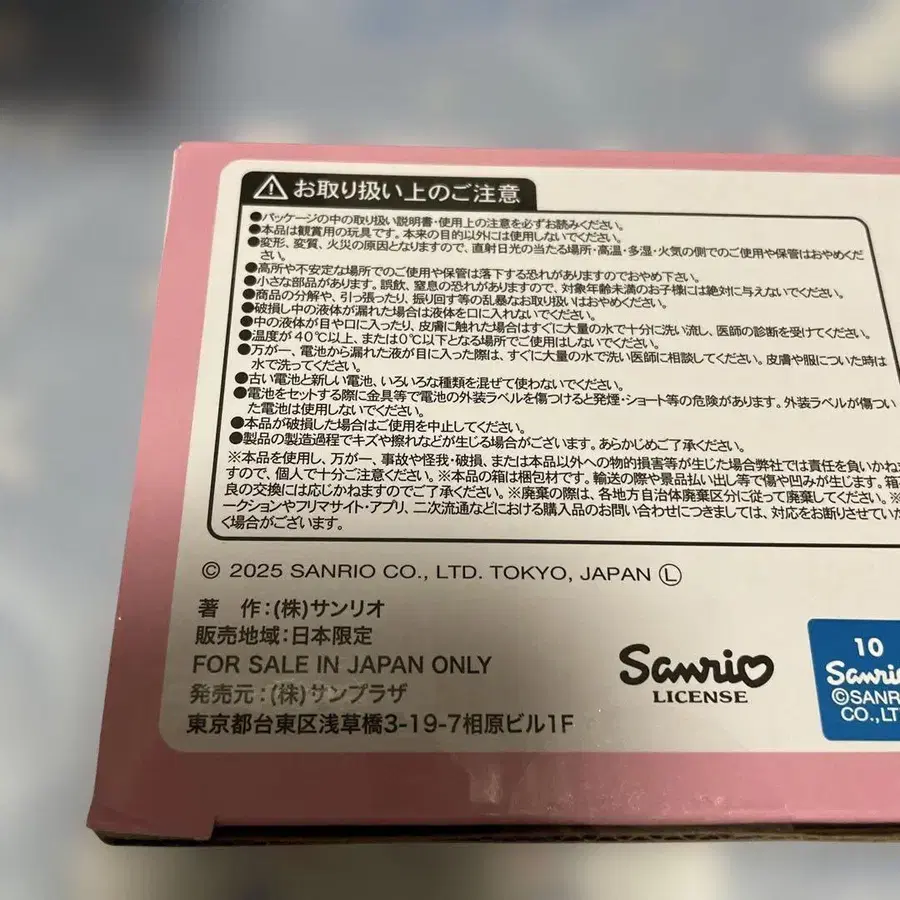 お取り扱い上のご注意
●パッケージの中の取り扱い説明書・使用上の注意を必ずお読みください。
●本品は観賞用の玩具です。本来の目的以外には使用しないでください。
●変形、変質、火災の原因となりますので、直射日光の当たる場所・高温・多湿・火気の側でのご使用や保管はおやめくだ
さい。
●高所や不安定な場所でのご使用や保管は落下する恐れがありますのでおやめ下さい。
●小さな部品があります。誤飲、窒息の恐れがありますので、対象年齢未満のお子様には絶対に与えないでください。
●商品の分解や、引っ張ったり、振り回す等の乱暴なお取り扱いはおやめください。
●破損し中の液体が漏れた場合は液体を口に入れないでください。
●中の液体が目や口に入ったり、皮膚に触れた場合はすぐに大量の水で十分に洗い流し、医師の診断を受けてください。
●温度が40℃以上、または0℃以下となる場所でご使用はしないでください。
●万が一、電池から漏れた液が目に入った際は、すぐに大量の水で洗い医師に相談してください。皮膚や服についた時は
水で洗ってください。
●古い電池と新しい電池、いろいろな種類を混ぜて使わないでください。
●電池をセットする際に金具等で電池の外装ラベルを傷つけると発煙・ショート等の危険があります。外装ラベルが傷つい
た電池は使用しないでください。
●本品が破損した場合はご使用を中止してください。
●製品の製造過程でキズや擦れなどが生じる場合がございます。あらかじめご了承ください。
※本品を使用し、万が一、事故や怪我・破損、または本品以外への物的損害等が生じた場合弊社では責任を負いかねま
すので、個人で十分ご注意ください。※本品の箱は梱包材です。輸送の際や景品払い出し等で傷や凹みが生じます。箱
良の交換には応じかねますのでご了承ください。※廃棄の際は、各地方自治体廃棄区分に従って廃棄してください。※
ークションやフリマサイト・アプリ、二次流通などにおける購入品のお問い合わせにつきましては、対応をお断りさせていた
く場合がございます。
© 2025 SANRIO CO., LTD. TOKYO, JAPAN Ⓛ
著 作：(株)サンリオ
販売地域：日本限定
FOR SALE IN JAPAN ONLY
発売元：(株)サンプラザ
東京都台東区浅草橋3-19-7相原ビル1F
Sanrio
LICENSE
10
Sanrio
©SANR
CO.,LT